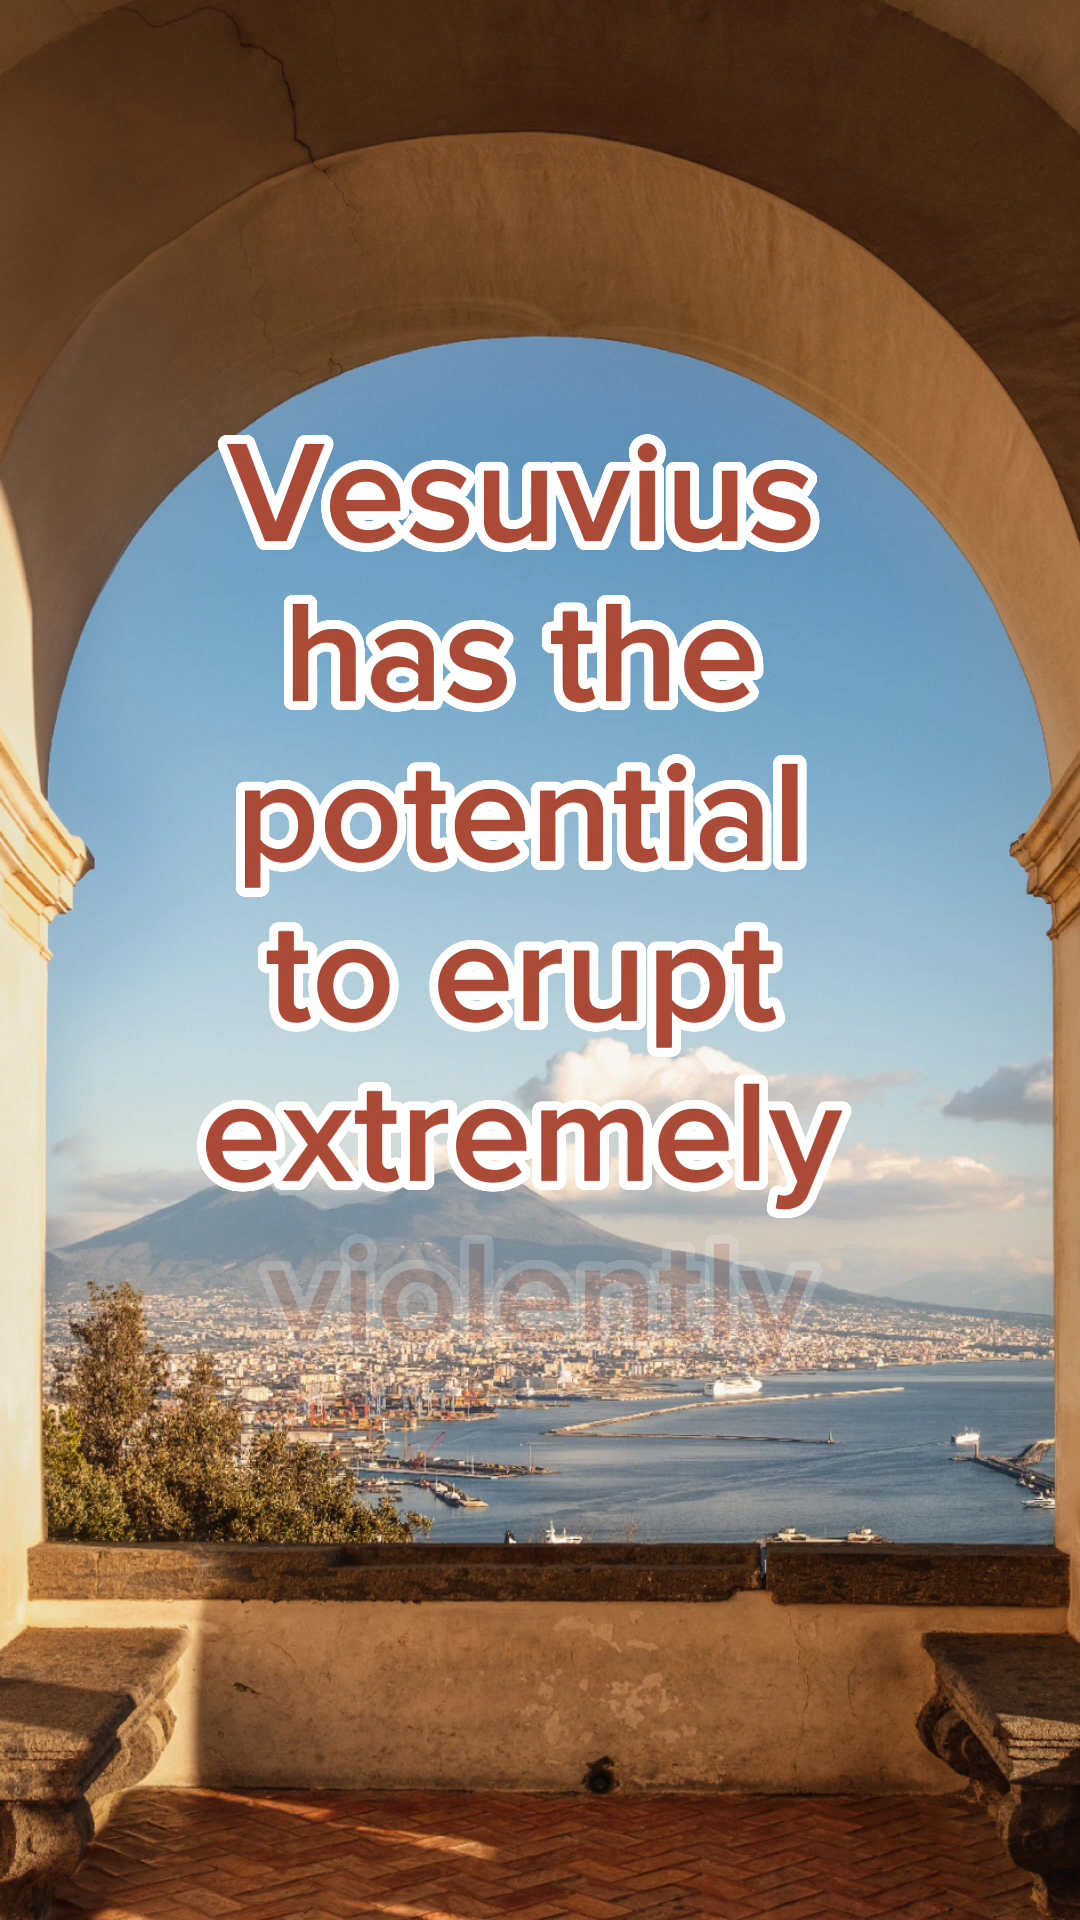 Vesuvius
has the
potential
to erupt
extremely
violently